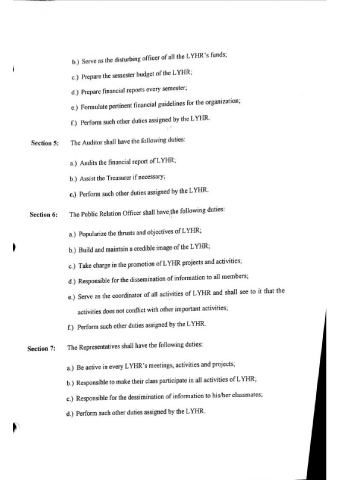 b.) Serve as the disturbing officer of all the LYHR's funds;
c.) Prepare the semester budget of the LYHR;
d.) Prepare financial reports every semester;
e.) Formulate pertinent financial guidelines for the organization;
f.) Perform such other duties assigned by the LYHR.
Section 5: The Auditor shall have the following duties:
a.) Audits the financial report of LYHR;
b.) Assist the Treasurer if necessary;
c.) Perform such other duties assigned by the LYHR.
Section 6: The Public Relation Officer shall have the following duties:
a.) Popularize the thrusts and objectives of LYHR;
b.) Build and maintain a credible image of the LYHR;
c.) Take charge in the promotion of LYHR projects and activities;
d.) Responsible for the dissemination of information to all members;
e.) Serve as the coordinator of all activities of LYHR and shall see to it that the
activities does not conflict with other important activities;
f.) Perform such other duties assigned by the LYHR.
Section 7: The Representatives shall have the following duties:
a.) Be active in every LYHR's meetings, activities and projects;
b.) Responsible to make their class participate in all activities of LYHR;
c.) Responsible for the dessimination of information to his/her classmates;
d.) Perform such other duties assigned by the LYHR.